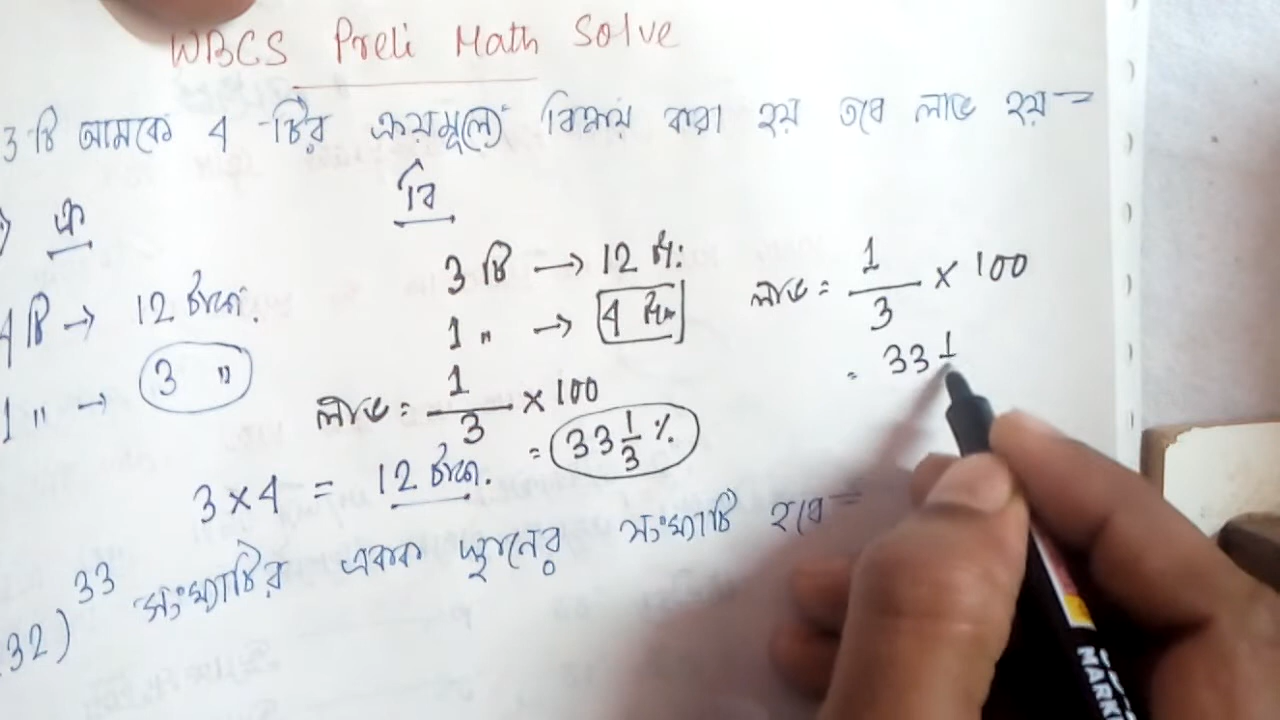 WBCS Preli Math Solve
3 টি আমকে 4 টির ক্রয়মূল্যে বিক্রয় করা হয় তবে লাভ হয় =
ক্র
বি
4 টি → 12 টাকা.
1 " → 3 "
3 টি → 12 টা:
1 " → 4 টাকা
লাভ = 1/3 × 100
= 33 1/3 %
3 × 4 = 12 টাকা.
লাভ = 1/3 × 100
= 33 1
32)^33 সংখ্যাটির একক স্থানের সংখ্যাটি হবে =
MARK